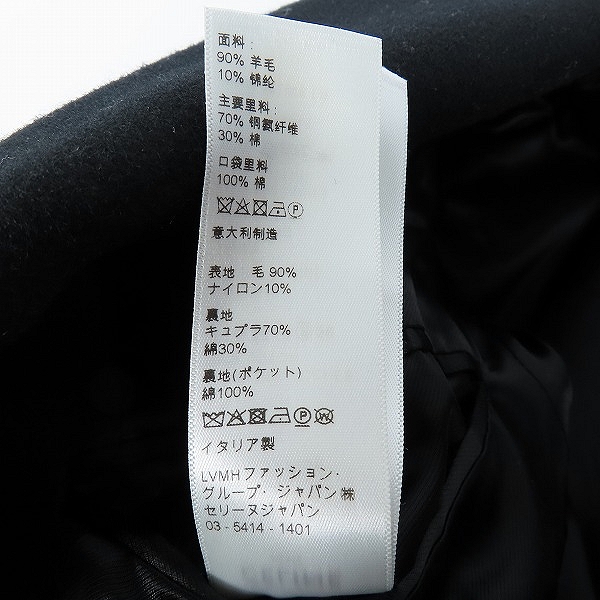 面料:
90% 羊毛
10% 锦纶
主要里料:
70% 铜氨纤维
30% 棉
口袋里料:
100% 棉
P
意大利制造
表地 毛 90%
ナイロン10%
裏地
キュプラ70%
綿30%
裏地(ポケット)
綿100%
P W
イタリア製
LVMHファッション・
グループ・ジャパン㈱
セリーヌジャパン
03-5414-1401